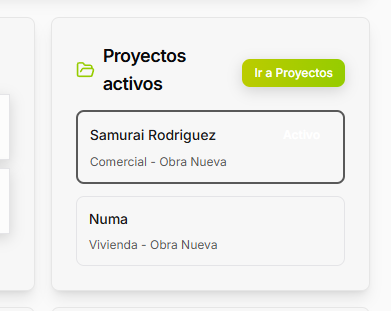 Proyectos
activos
Ir a Proyectos
Samurai Rodriguez
Activo
Comercial - Obra Nueva
Numa
Vivienda - Obra Nueva